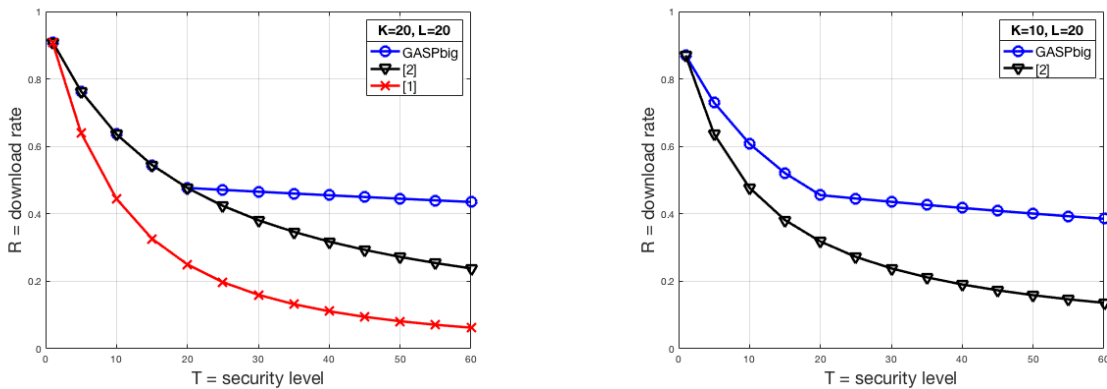 1
0.8
0.6
0.4
0.2
0
0 10 20 30 40 50 60
R = download rate
T = security level
K=20, L=20
GASPbig
[2]
[1]
1
0.8
0.6
0.4
0.2
0
0 10 20 30 40 50 60
R = download rate
T = security level
K=10, L=20
GASPbig
[2]